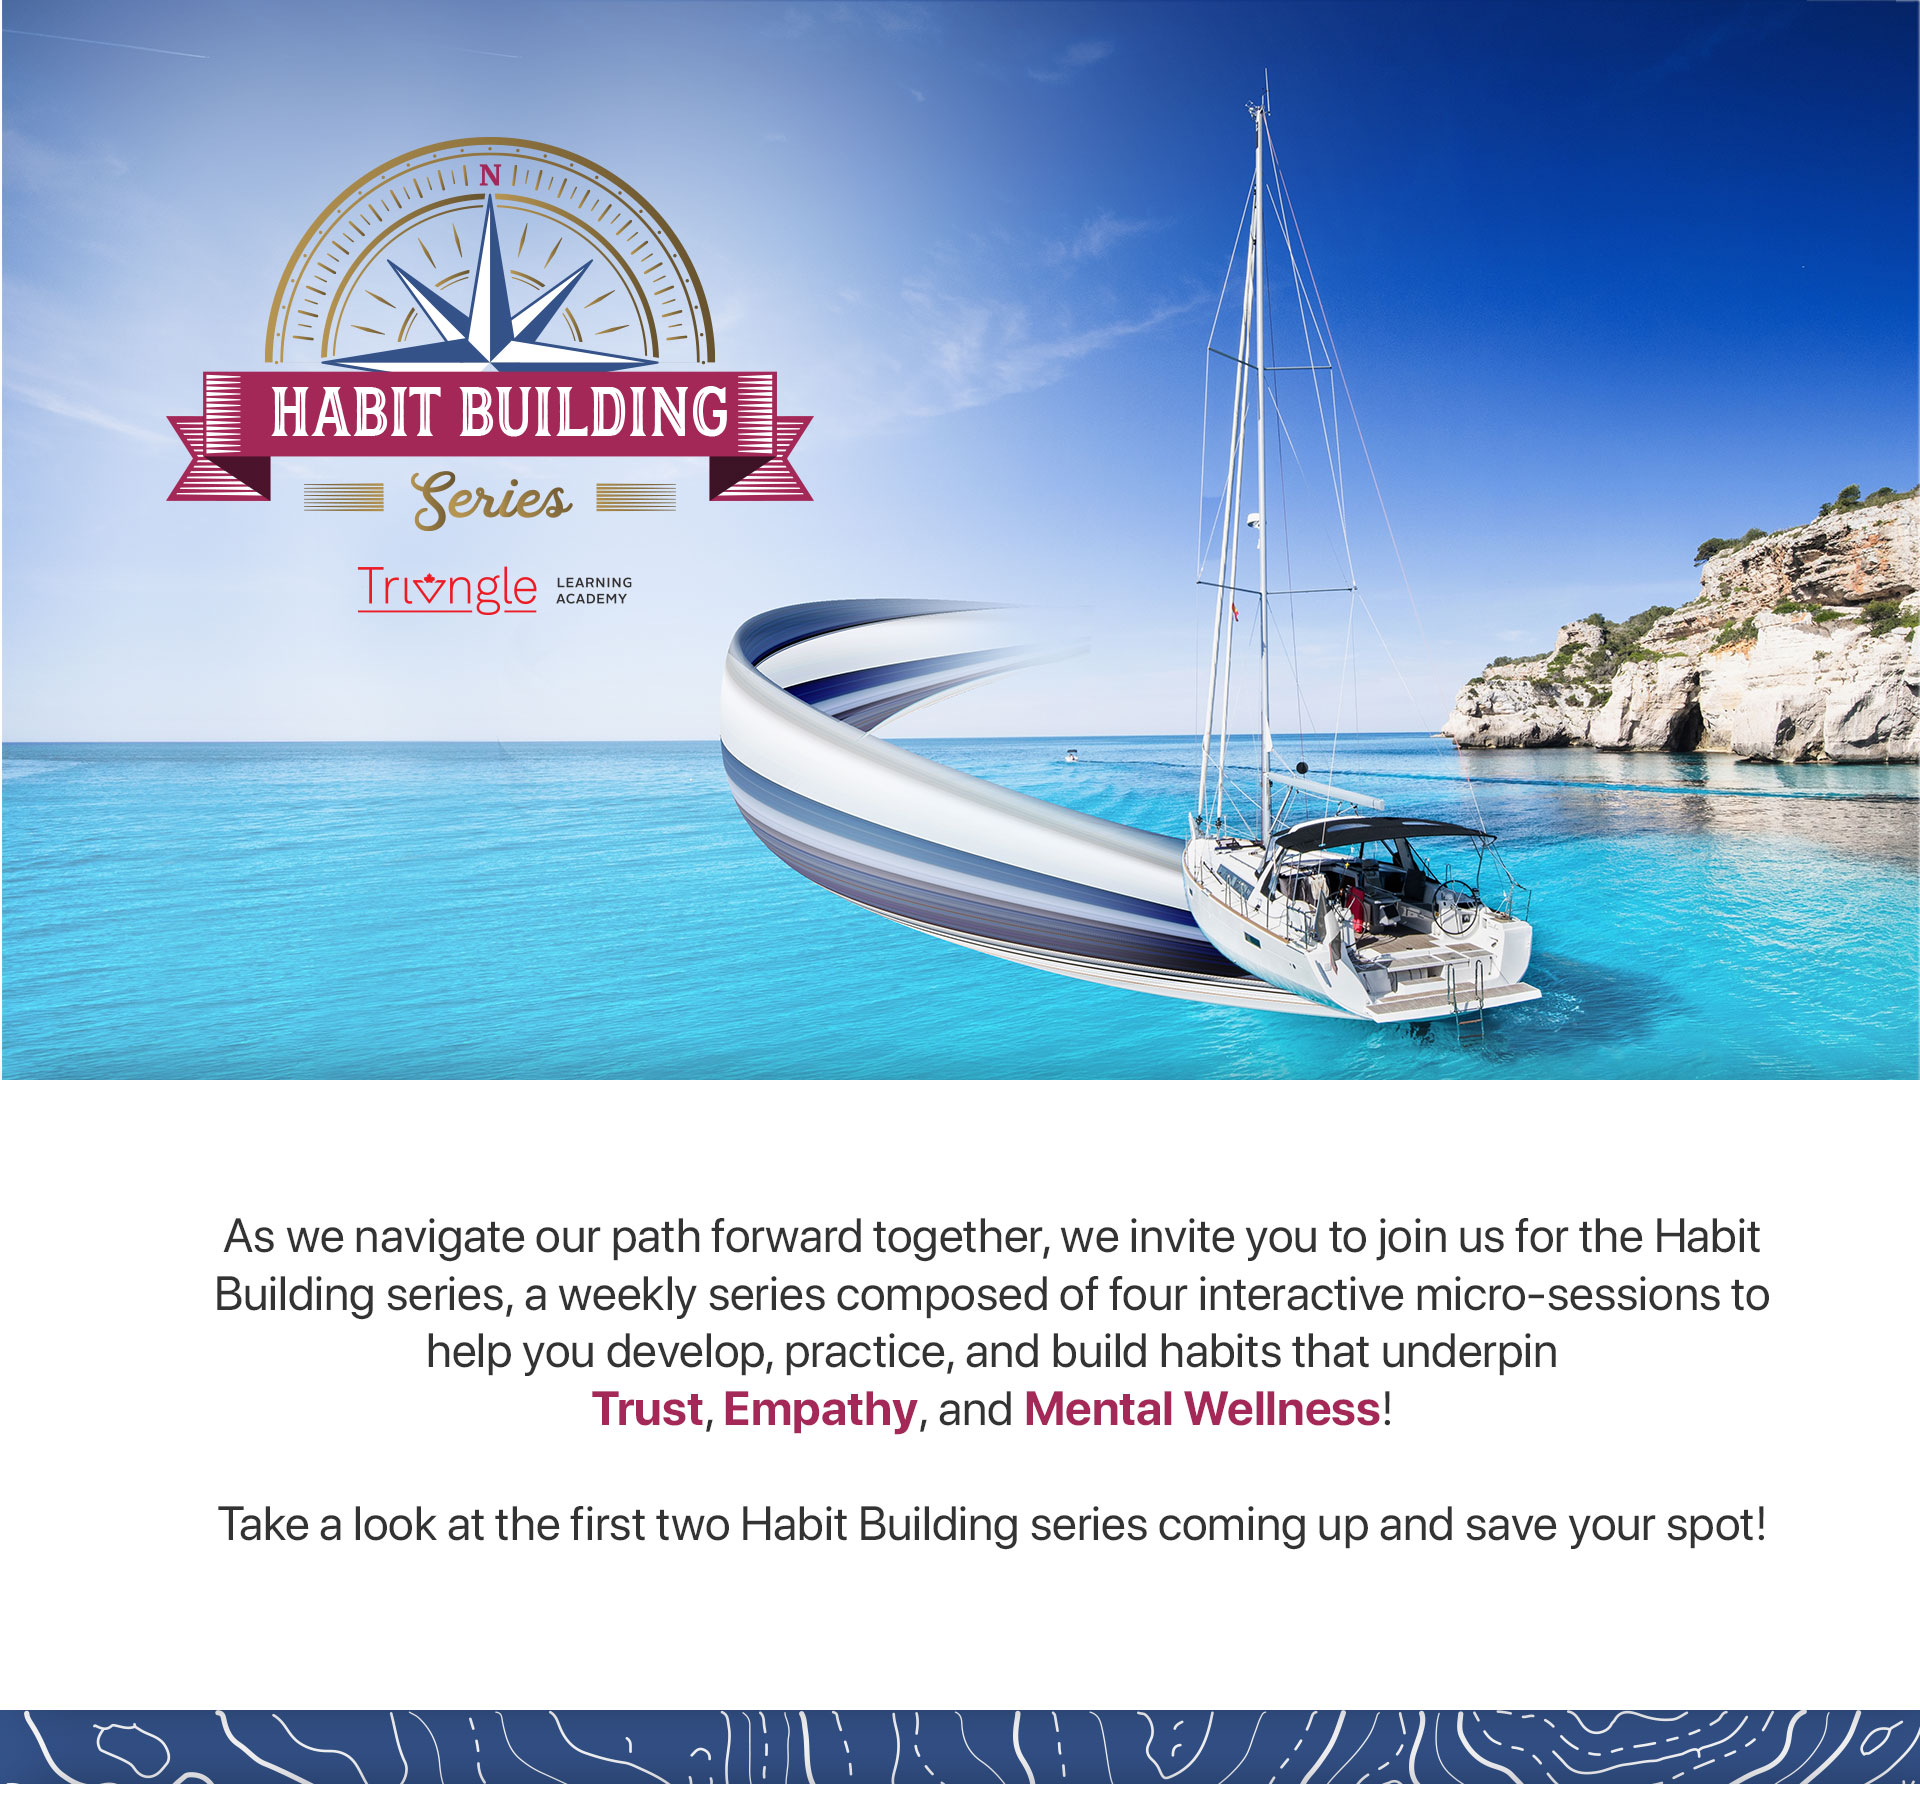 N
HABIT BUILDING
Series
Triangle LEARNING
ACADEMY
As we navigate our path forward together, we invite you to join us for the Habit
Building series, a weekly series composed of four interactive micro-sessions to
help you develop, practice, and build habits that underpin
Trust, Empathy, and Mental Wellness!
Take a look at the first two Habit Building series coming up and save your spot!